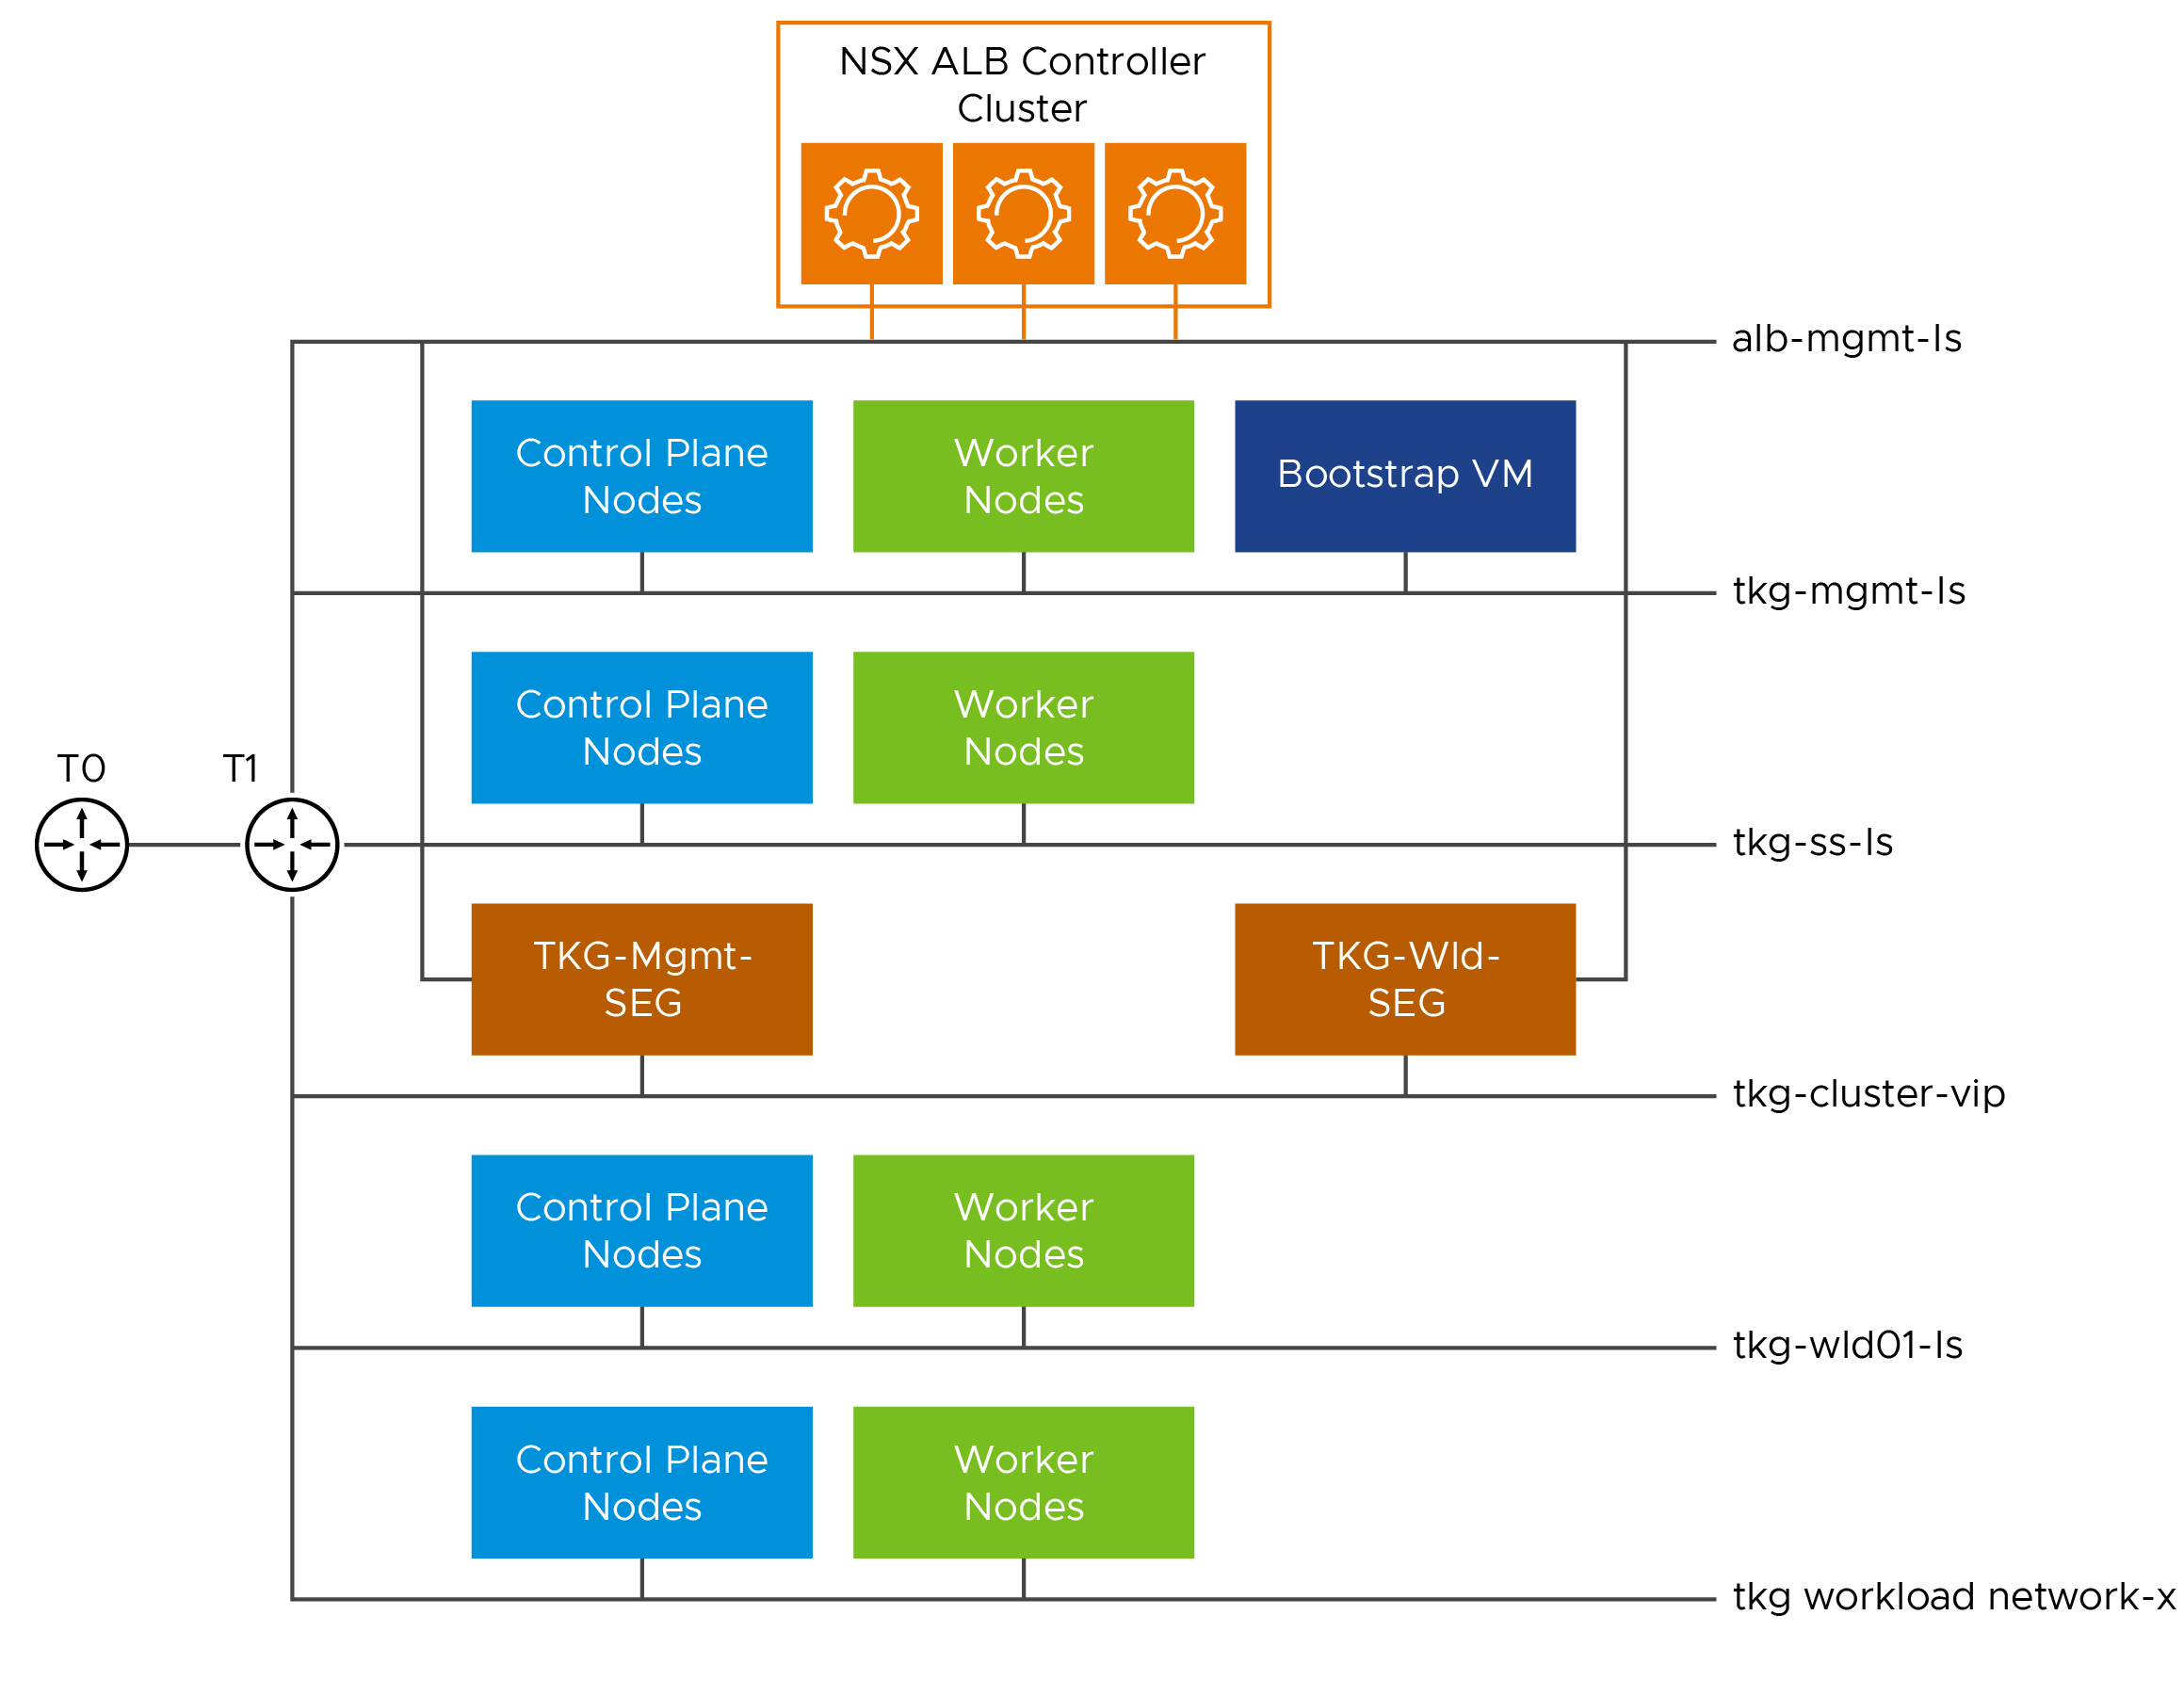 NSX ALB Controller
Cluster
alb-mgmt-ls
Control Plane
Nodes
Worker
Nodes
Bootstrap VM
tkg-mgmt-ls
Control Plane
Nodes
Worker
Nodes
T0
T1
tkg-ss-ls
TKG-Mgmt-
SEG
TKG-Wld-
SEG
tkg-cluster-vip
Control Plane
Nodes
Worker
Nodes
tkg-wld01-ls
Control Plane
Nodes
Worker
Nodes
tkg workload network-x